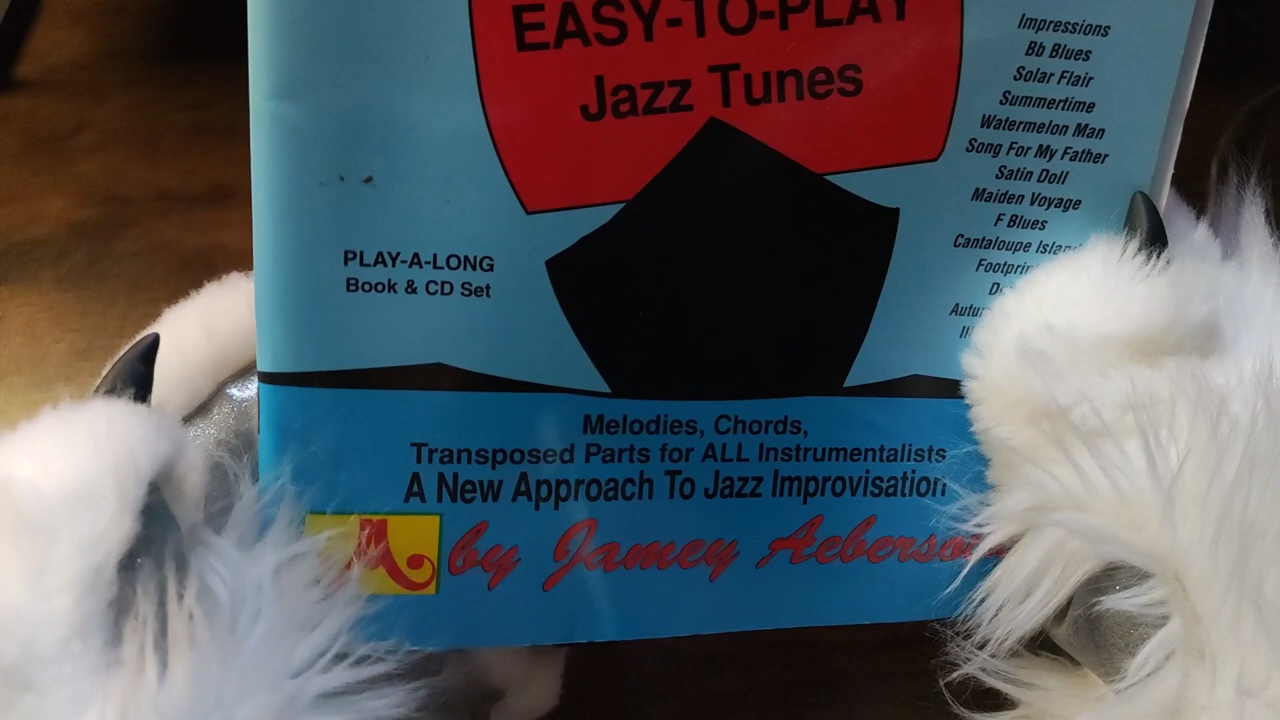 EASY-TO-PLAY
Jazz Tunes
Impressions
Bb Blues
Solar Flair
Summertime
Watermelon Man
Song For My Father
Satin Doll
Maiden Voyage
F Blues
Cantaloupe
PLAY-A-LONG
Book & CD Set
Melodies, Chords,
Transposed Parts for ALL Instrumentalists
A New Approach To Jazz Improvisation
by Jamey